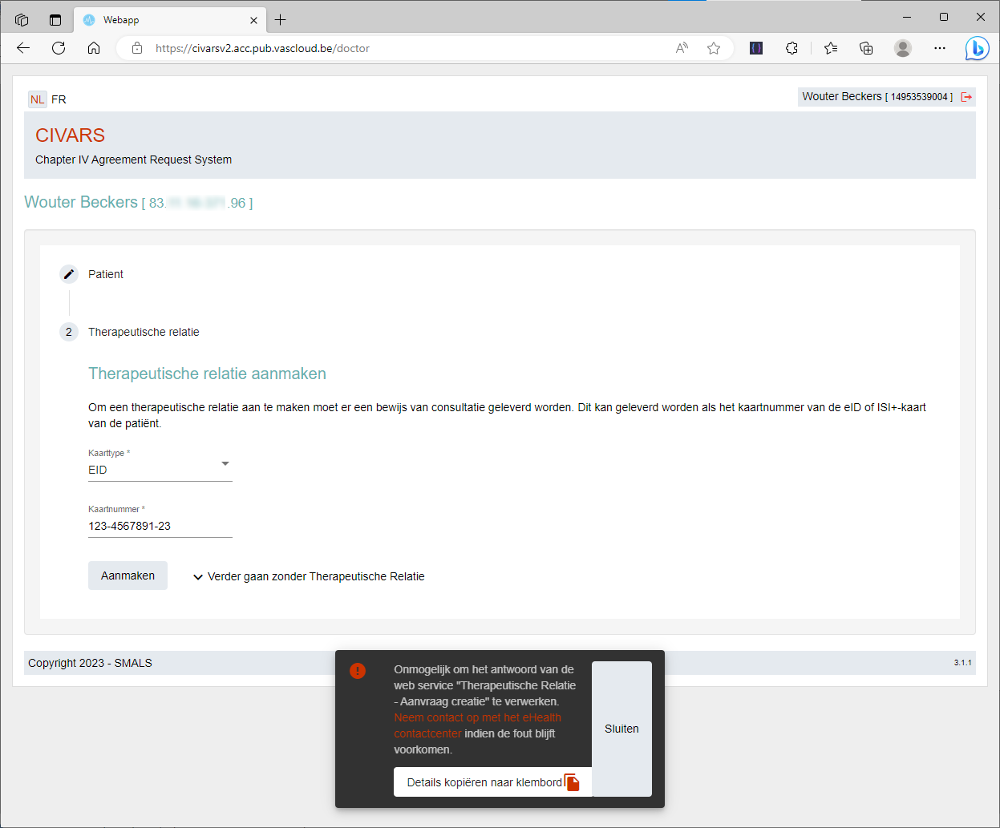 Webapp
https://civarsv2.acc.pub.vascloud.be/doctor
NL FR
Wouter Beckers [ 14953539004 ]
CIVARS
Chapter IV Agreement Request System
Wouter Beckers [ 83. .96 ]
Patient
2 Therapeutische relatie
Therapeutische relatie aanmaken
Om een therapeutische relatie aan te maken moet er een bewijs van consultatie geleverd worden. Dit kan geleverd worden als het kaartnummer van de eID of ISI+-kaart
van de patiënt.
Kaarttype *
EID
Kaartnummer *
123-4567891-23
Aanmaken
Verder gaan zonder Therapeutische Relatie
Copyright 2023 - SMALS
3.1.1
Onmogelijk om het antwoord van de
web service "Therapeutische Relatie
- Aanvraag creatie" te verwerken.
Neem contact op met het eHealth
contactcenter indien de fout blijft
voorkomen.
Sluiten
Details kopiëren naar klembord